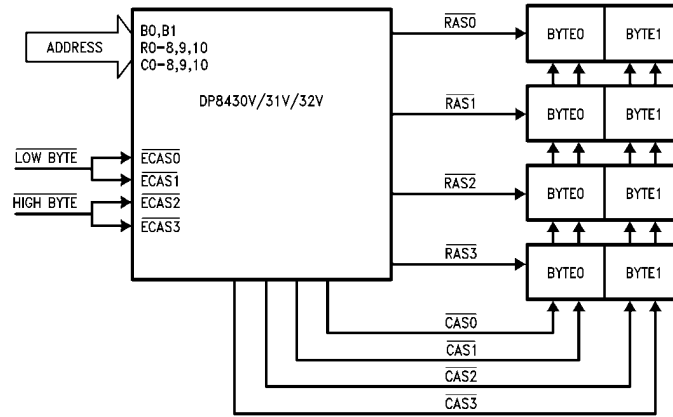 ADDRESS
B0,B1
R0-8,9,10
C0-8,9,10
DP8430V/31V/32V
LOW BYTE
HIGH BYTE
ECAS0
ECAS1
ECAS2
ECAS3
RAS0
BYTE0 BYTE1
RAS1
BYTE0 BYTE1
RAS2
BYTE0 BYTE1
RAS3
BYTE0 BYTE1
CAS0
CAS1
CAS2
CAS3